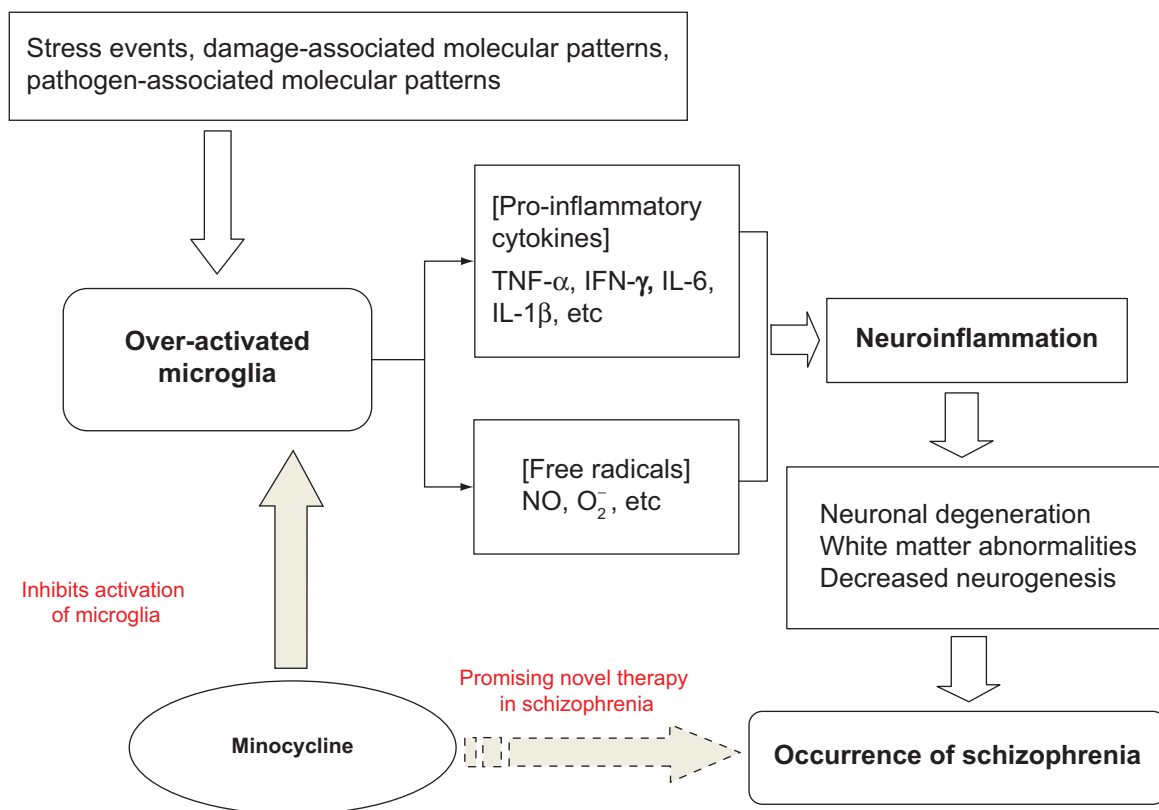 Stress events, damage-associated molecular patterns,
pathogen-associated molecular patterns
[Pro-inflammatory
cytokines]
TNF-α, IFN-γ, IL-6,
IL-1β, etc
Over-activated
microglia
Neuroinflammation
[Free radicals]
NO, O₂⁻, etc
Neuronal degeneration
White matter abnormalities
Decreased neurogenesis
Inhibits activation
of microglia
Promising novel therapy
in schizophrenia
Minocycline
Occurrence of schizophrenia